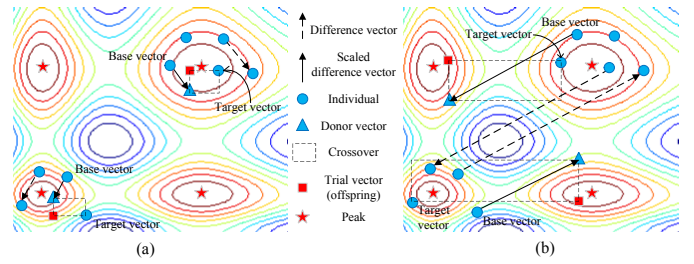 Base vector
Target vector
Base vector
Target vector
(a)
Difference vector
Scaled
difference vector
Individual
Donor vector
Crossover
Trial vector
(offspring)
Peak
Base vector
Target vector
Target
vector
Base vector
(b)